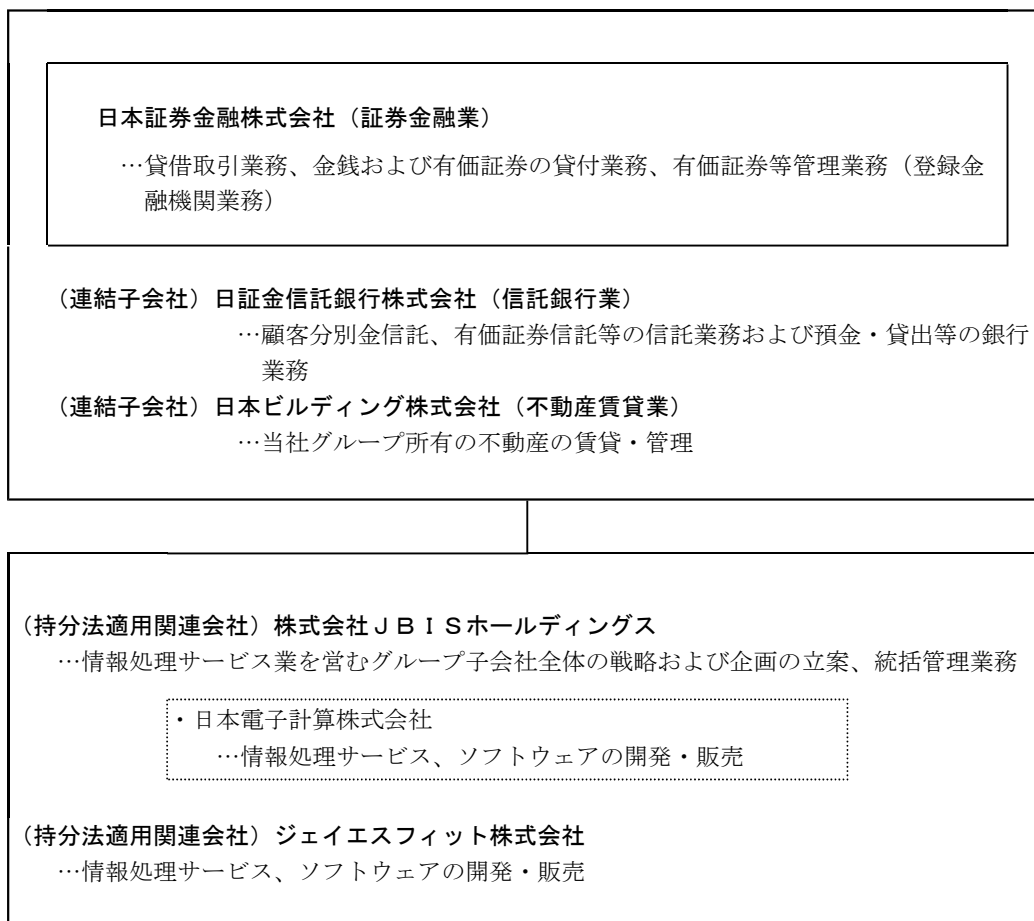 日本証券金融株式会社（証券金融業）
…貸借取引業務、金銭および有価証券の貸付業務、有価証券等管理業務（登録金
融機関業務）
（連結子会社）日証金信託銀行株式会社（信託銀行業）
…顧客分別金信託、有価証券信託等の信託業務および預金・貸出等の銀行
業務
（連結子会社）日本ビルディング株式会社（不動産賃貸業）
…当社グループ所有の不動産の賃貸・管理
（持分法適用関連会社）株式会社ＪＢＩＳホールディングス
…情報処理サービス業を営むグループ子会社全体の戦略および企画の立案、統括管理業務
・日本電子計算株式会社
…情報処理サービス、ソフトウェアの開発・販売
（持分法適用関連会社）ジェイエスフィット株式会社
…情報処理サービス、ソフトウェアの開発・販売